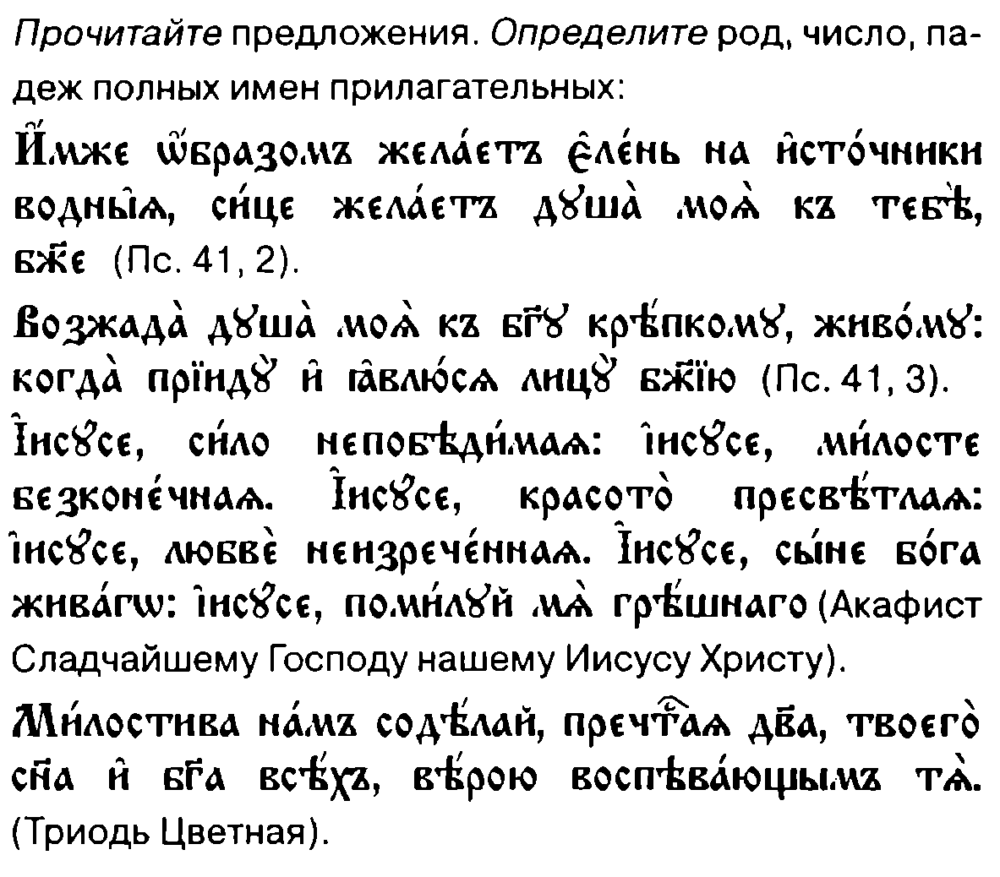 Прочитайте предложения. Определите род, число, па-
деж полных имен прилагательных:
И҆́мже ѡ҆́бразомъ жела́етъ є҆ле́нь на и҆сто́чники
водны̑ѧ, си́це жела́етъ дꙋша̀ моѧ̀ къ тебѣ̀,
бж҃е (Пс. 41, 2).
Возжада̀ дꙋша̀ моѧ̀ къ бг҃ꙋ крѣ́пкомꙋ, живо́мꙋ:
когда̀ прїидꙋ̀ и҆ ꙗ҆влю́сѧ лицꙋ̀ бж҃їю (Пс. 41, 3).
І҆исꙋ́се, си́ло непобѣди́маѧ: і҆исꙋ́се, ми́лосте
безконе́чнаѧ. І҆исꙋ́се, красото̀ пресвѣ́тлаѧ:
і҆исꙋ́се, любвѐ неизрече́ннаѧ. І҆исꙋ́се, сы́не бо́га
жива́гѡ: і҆исꙋ́се, поми́лꙋй мѧ̀ грѣ́шнаго (Акафист
Сладчайшему Господу нашему Иисусу Христу).
Ми́лостива на́мъ содѣ́лай, пречⷭ҇таѧ дв҃а, твоего̀
сн҃а и҆ бг҃а всѣ́хъ, вѣ́рою воспѣва́ющымъ тѧ̀.
(Триодь Цветная).